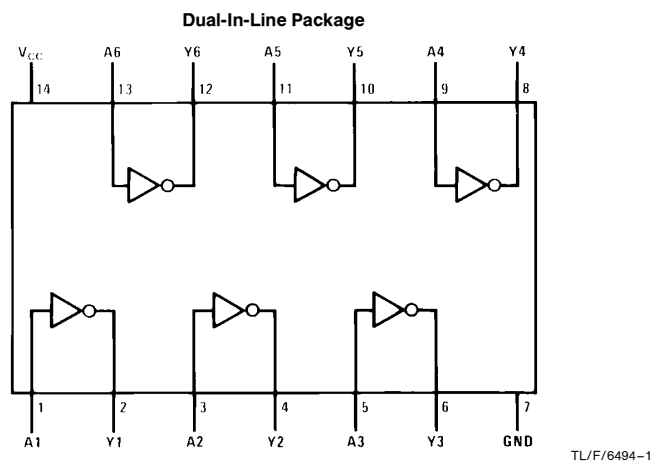 Dual-In-Line Package
VCC A6 Y6 A5 Y5 A4 Y4
14 13 12 11 10 9 8
1 2 3 4 5 6 7
A1 Y1 A2 Y2 A3 Y3 GND
TL/F/6494–1